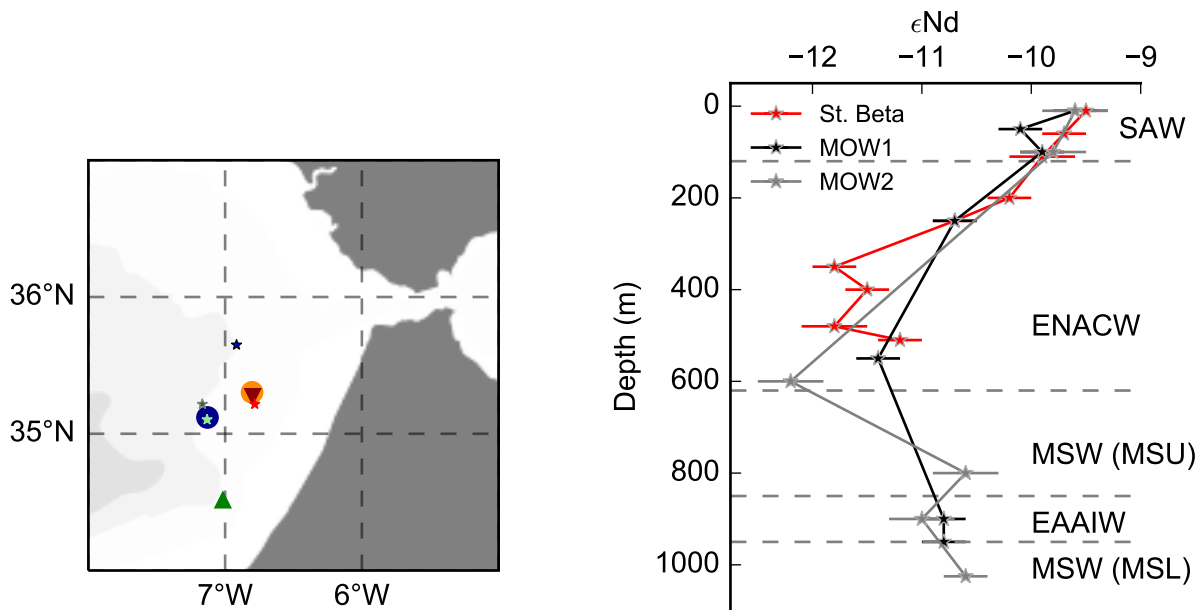 36°N
35°N
7°W
6°W
ϵNd
−12
−11
−10
−9
Depth (m)
0
200
400
600
800
1000
St. Beta
MOW1
MOW2
SAW
ENACW
MSW (MSU)
EAAIW
MSW (MSL)